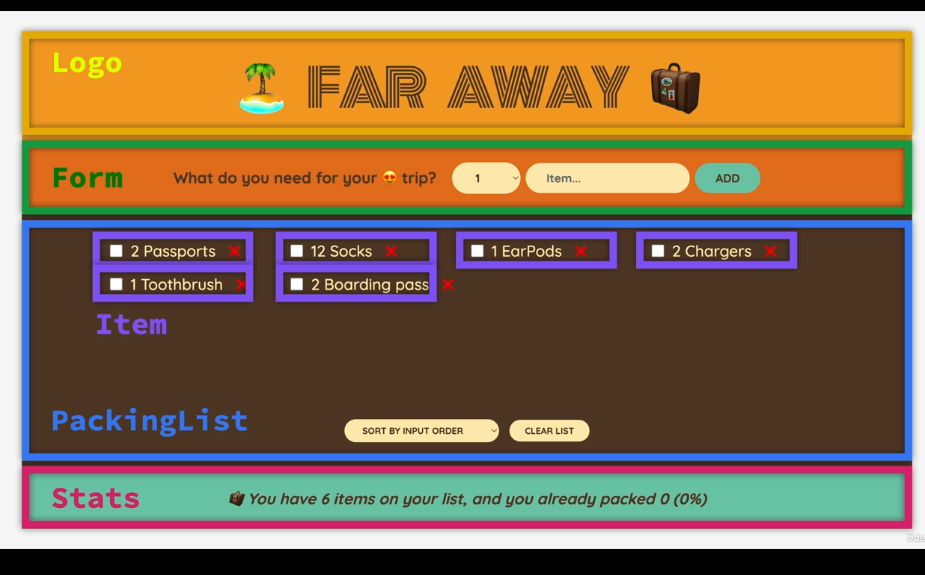 Logo
FAR AWAY
Form
What do you need for your 😍 trip? 1 Item... ADD
2 Passports ❌ 12 Socks ❌ 1 EarPods ❌ 2 Chargers ❌
1 Toothbrush ❌ 2 Boarding pass ❌
Item
PackingList
SORT BY INPUT ORDER CLEAR LIST
Stats
You have 6 items on your list, and you already packed 0 (0%)